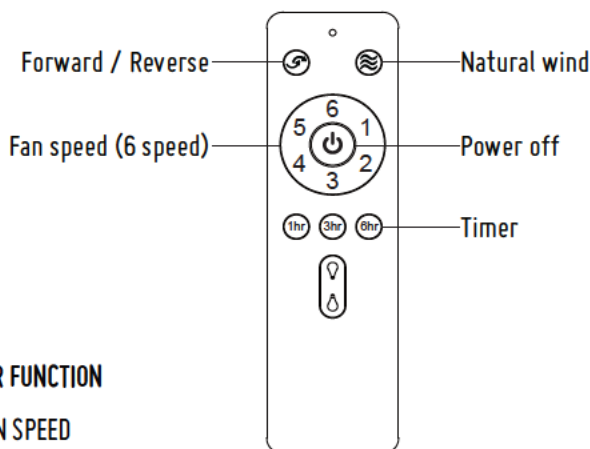 Forward / Reverse
Natural wind
6
5 1
Fan speed (6 speed)
Power off
4 2
3
1hr 3hr 6hr
Timer
R FUNCTION
N SPEED